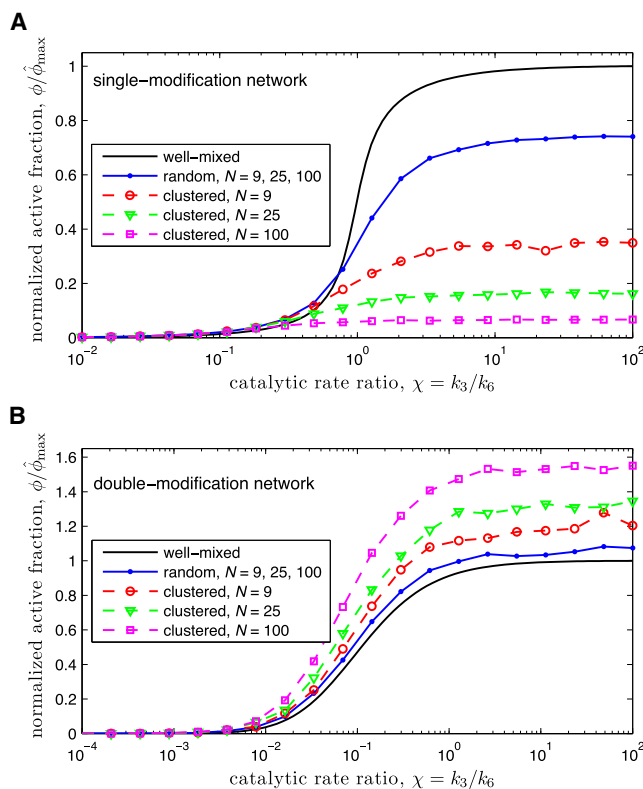 A
10⁻² 10⁻¹ 10⁰ 10¹ 10²
single−modification network
well−mixed
random, N = 9, 25, 100
clustered, N = 9
clustered, N = 25
clustered, N = 100
1
0.8
0.6
0.4
0.2
0
normalized active fraction, ϕ/ϕ̂max
catalytic rate ratio, χ = k₃/k₆
B
double−modification network
well−mixed
random, N = 9, 25, 100
clustered, N = 9
clustered, N = 25
clustered, N = 100
1.6
1.4
1.2
1
0.8
0.6
0.4
0.2
0
normalized active fraction, ϕ/ϕ̂max
10⁻⁴ 10⁻³ 10⁻² 10⁻¹ 10⁰ 10¹ 10²
catalytic rate ratio, χ = k₃/k₆